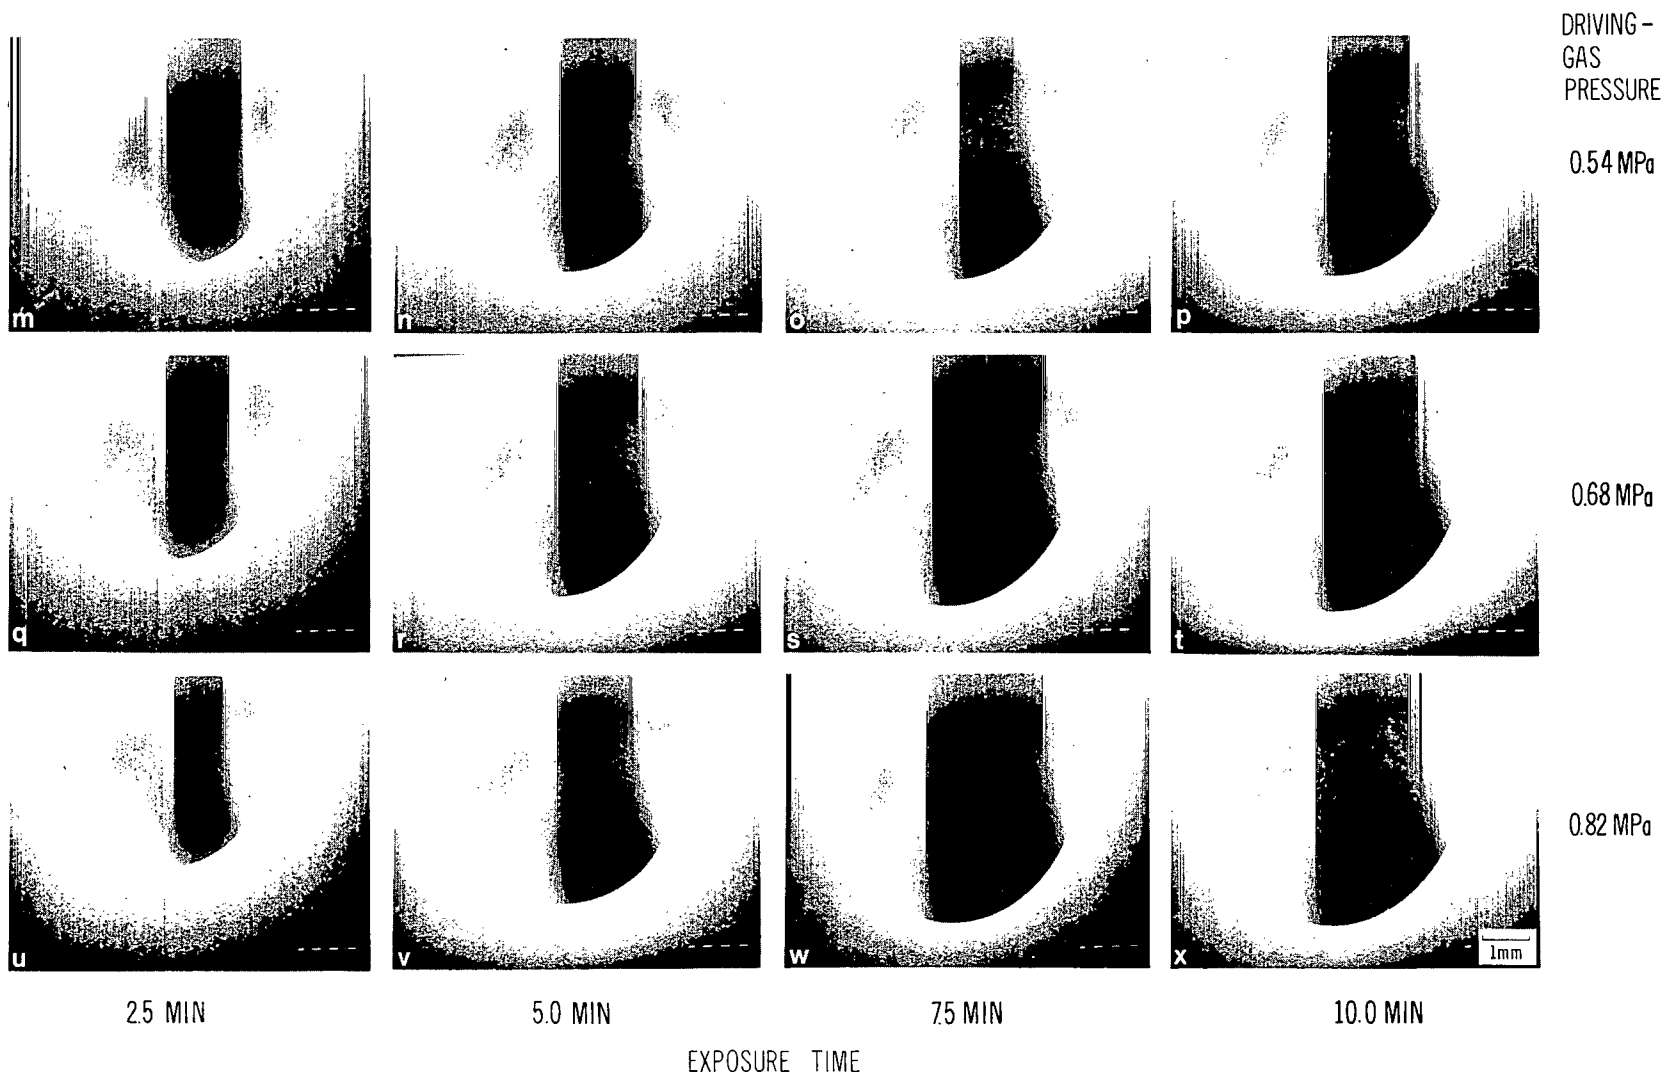 DRIVING-
GAS
PRESSURE
m
n
o
p
0.54 MPa
q
r
s
t
0.68 MPa
u
v
w
x
1mm
0.82 MPa
2.5 MIN
5.0 MIN
7.5 MIN
10.0 MIN
EXPOSURE TIME